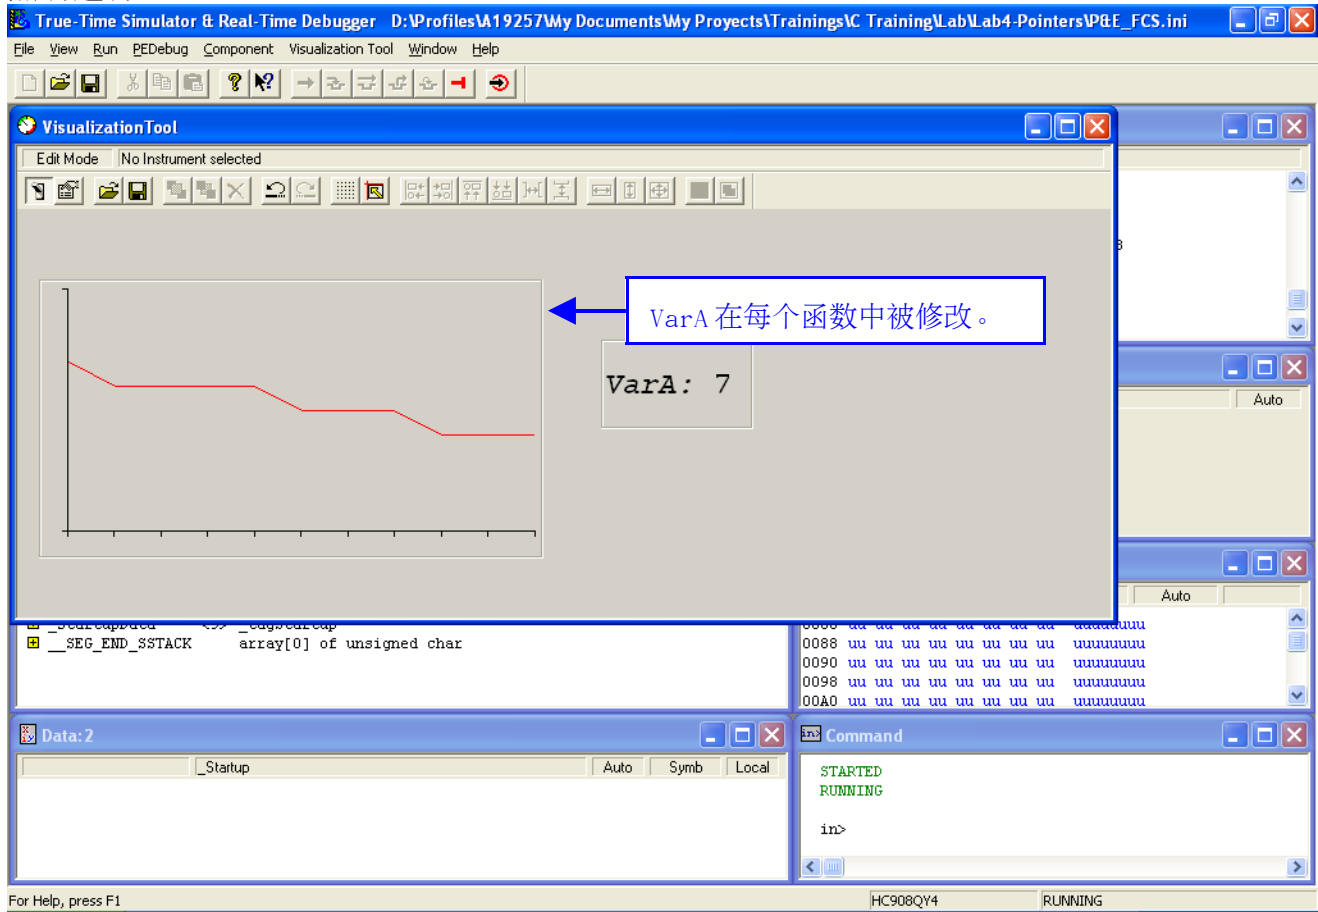 True-Time Simulator & Real-Time Debugger D:\Profiles\A19257\My Documents\My Proyects\Trainings\C Training\Lab\Lab4-Pointers\P&E_FCS.ini
File View Run PEDebug Component Visualization Tool Window Help
VisualizationTool
Edit Mode No Instrument selected
VarA 在每个函数中被修改。
VarA: 7
Auto
Auto
__SEG_END_SSTACK array[0] of unsigned char
0088 uu uu uu uu uu uu uu uu uuuuuuuu
0090 uu uu uu uu uu uu uu uu uuuuuuuu
0098 uu uu uu uu uu uu uu uu uuuuuuuu
00A0 uu uu uu uu uu uu uu uu uuuuuuuu
Data:2
_Startup Auto Symb Local
Command
STARTED
RUNNING
in>
For Help, press F1 HC908QY4 RUNNING